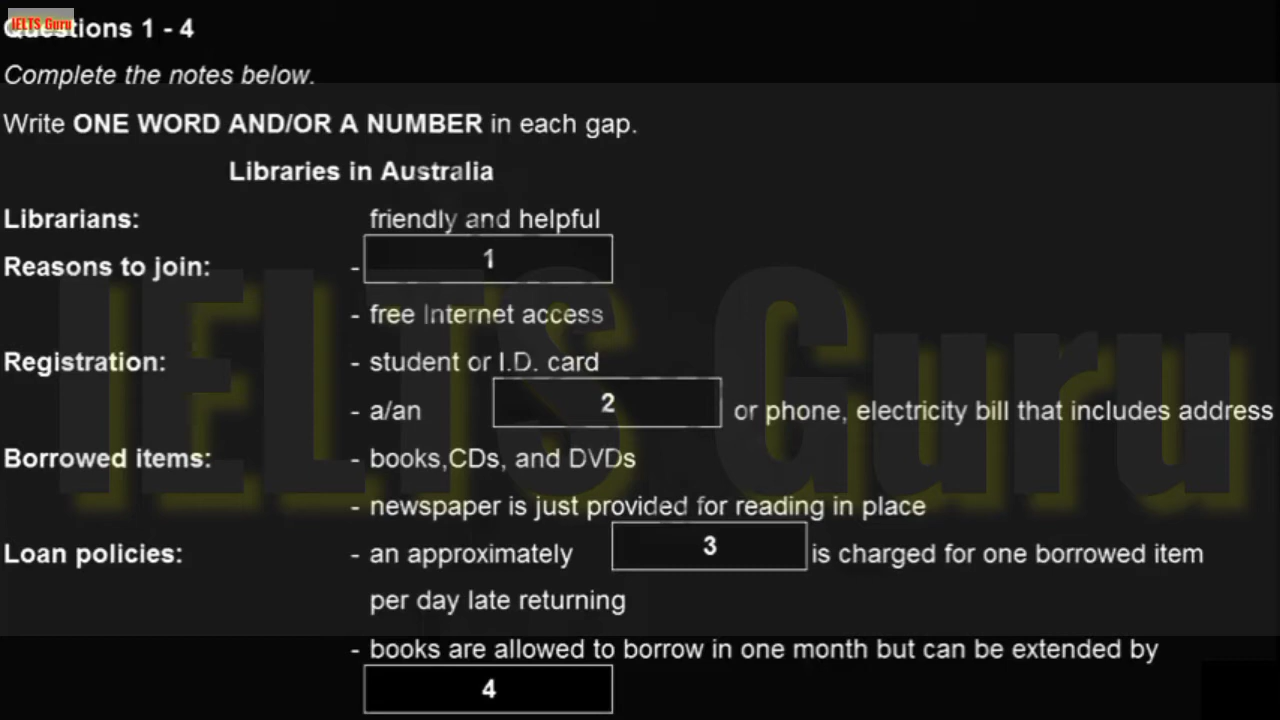 IELTS Guru
Questions 1 - 4
Complete the notes below.
Write ONE WORD AND/OR A NUMBER in each gap.
Libraries in Australia
Librarians: friendly and helpful
Reasons to join: - 1
- free Internet access
Registration: - student or I.D. card
- a/an 2 or phone, electricity bill that includes address
Borrowed items: - books,CDs, and DVDs
- newspaper is just provided for reading in place
Loan policies: - an approximately 3 is charged for one borrowed item
per day late returning
- books are allowed to borrow in one month but can be extended by
4
IELTS Guru